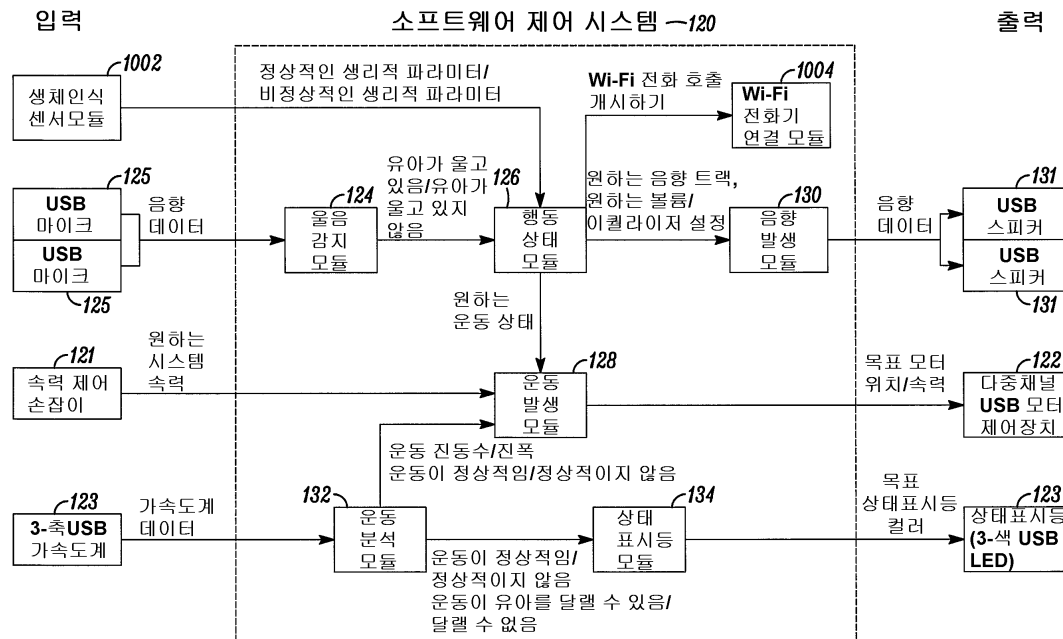 입력
소프트웨어 제어 시스템 120
출력
1002
생체인식
센서모듈
정상적인 생리적 파라미터/
비정상적인 생리적 파라미터
Wi-Fi 전화 호출
개시하기
1004
Wi-Fi
전화기
연결 모듈
125
USB
마이크
USB
마이크
125
음향
데이터
124
울음
감지
모듈
유아가 울고
있음/유아가
울고 있지
않음
126
행동
상태
모듈
원하는 음향 트랙,
원하는 볼륨/
이퀄라이저 설정
130
음향
발생
모듈
음향
데이터
131
USB
스피커
USB
스피커
131
원하는
운동 상태
121
속력 제어
손잡이
원하는
시스템
속력
128
운동
발생
모듈
목표 모터
위치/속력
122
다중채널
USB 모터
제어장치
운동 진동수/진폭
운동이 정상적임/정상적이지 않음
123
3-축USB
가속도계
가속도계
데이터
132
운동
분석
모듈
운동이 정상적임/
정상적이지 않음
운동이 유아를 달랠 수 있음/
달랠 수 없음
134
상태
표시등
모듈
목표
상태표시등
컬러
123
상태표시등
(3-색 USB
LED)